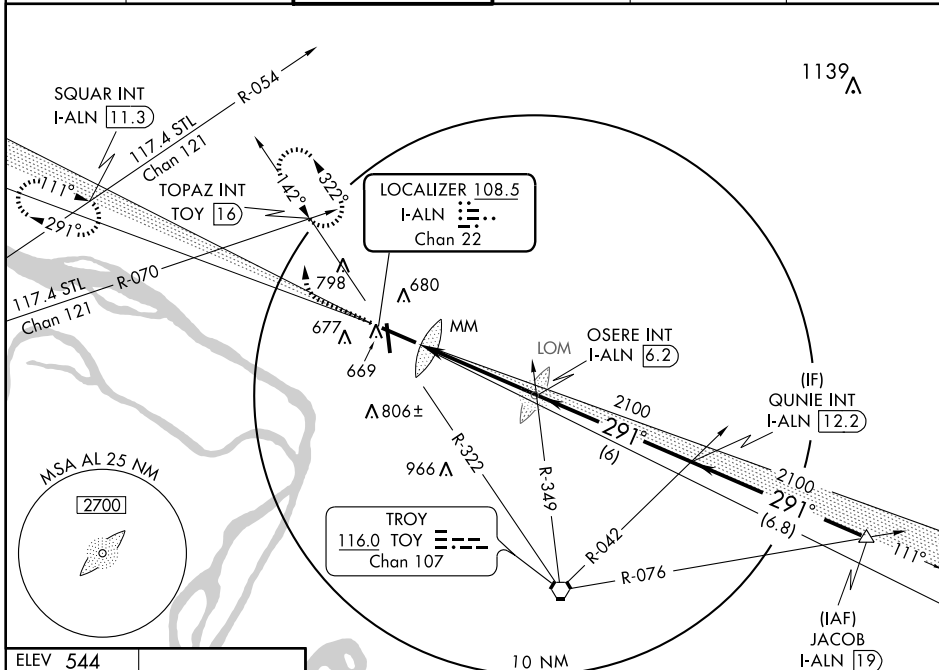 1139
SQUAR INT
I-ALN 11.3
R-054
117.4 STL
Chan 121
111°
291°
TOPAZ INT
TOY 16
142°
322°
LOCALIZER 108.5
I-ALN
Chan 22
117.4 STL
Chan 121
R-070
798
680
677
669
MM
LOM
OSERE INT
I-ALN 6.2
(IF)
QUNIE INT
I-ALN 12.2
806±
966
R-322
R-349
R-042
2100
291°
(6)
2100
291°
(6.8)
111°
MSA AL 25 NM
2700
TROY
116.0 TOY
Chan 107
R-076
(IAF)
JACOB
I-ALN 19
10 NM
ELEV 544